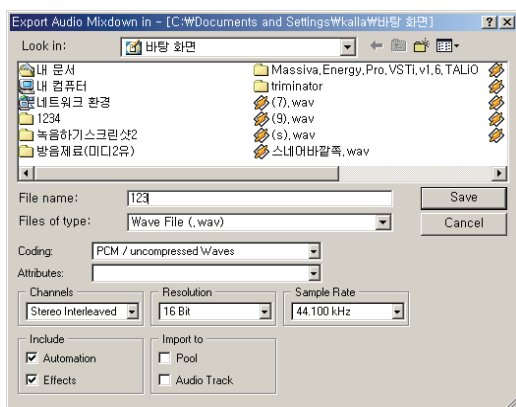 Export Audio Mixdown in - [C:₩Documents and Settings₩kalla₩바탕 화면]
Look in:
바탕 화면
내 문서
내 컴퓨터
네트워크 환경
1234
녹음하기스크린샷2
방음제료(미디2유)
Massiva,Energy,Pro,VSTi,v1,6,TALiO
triminator
(7),wav
(9),wav
(s),wav
스네어바깥쪽,wav
File name:
123
Save
Files of type:
Wave File (,wav)
Cancel
Coding:
PCM / uncompressed Waves
Attributes:
Channels
Stereo Interleaved
Resolution
16 Bit
Sample Rate
44.100 kHz
Include
Automation
Effects
Import to
Pool
Audio Track